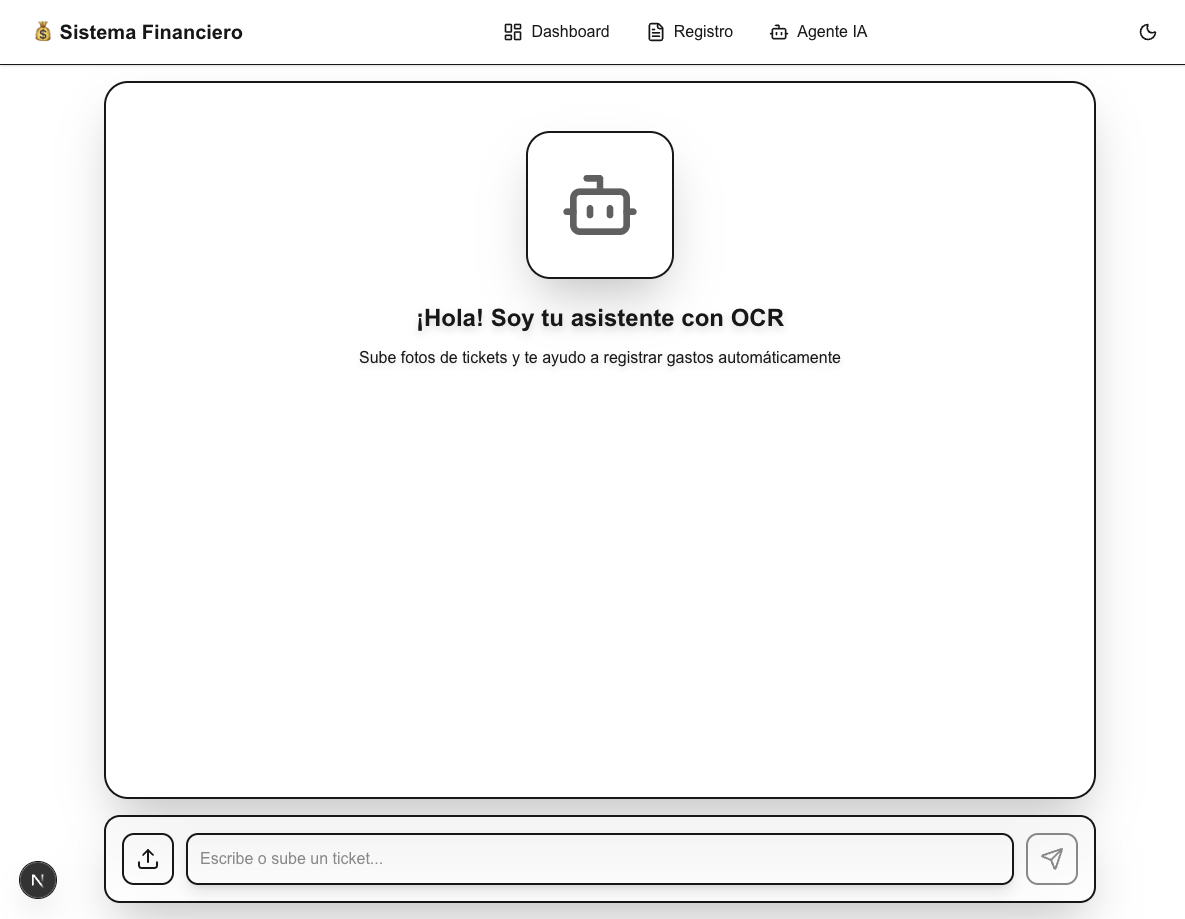 💰 Sistema Financiero
Dashboard
Registro
Agente IA
¡Hola! Soy tu asistente con OCR
Sube fotos de tickets y te ayudo a registrar gastos automáticamente
Escribe o sube un ticket...
N